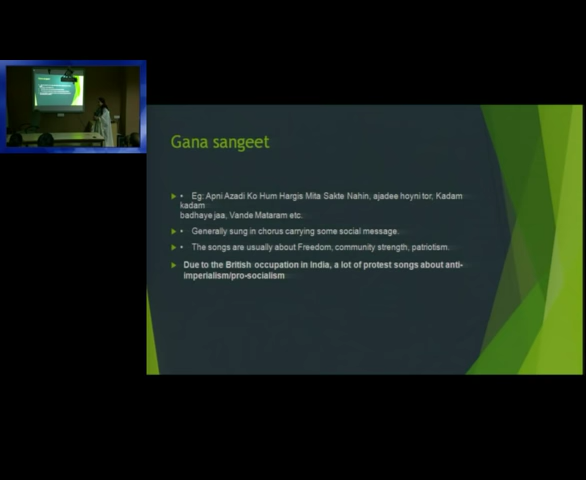 Gana sangeet
• Eg: Apni Azadi Ko Hum Hargis Mita Sakte Nahin, ajadee hoyni tor, Kadam
kadam
badhaye jaa, Vande Mataram etc.
• Generally sung in chorus carrying some social message.
• The songs are usually about Freedom, community strength, patriotism.
Due to the British occupation in India, a lot of protest songs about anti-
imperialism/pro-socialism